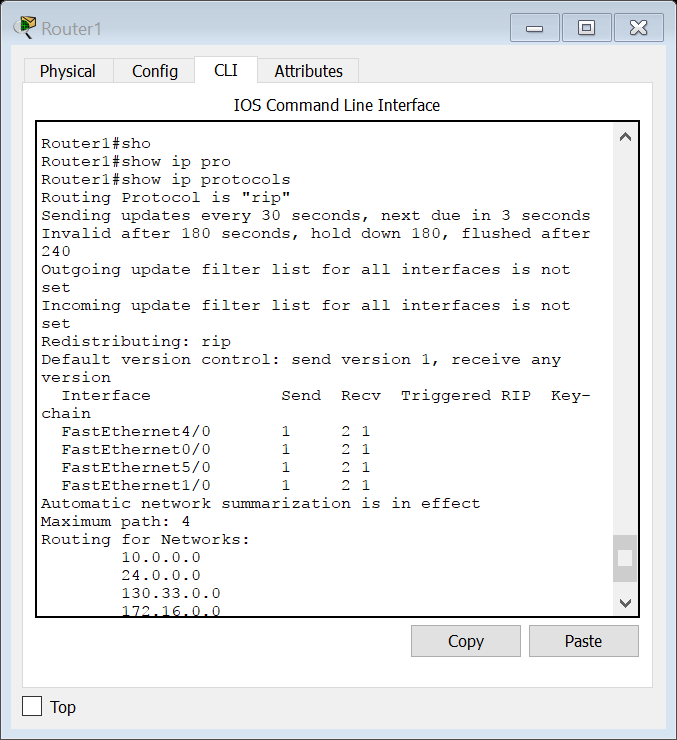 Router1
Physical Config CLI Attributes
IOS Command Line Interface
Router1#sho
Router1#show ip pro
Router1#show ip protocols
Routing Protocol is "rip"
Sending updates every 30 seconds, next due in 3 seconds
Invalid after 180 seconds, hold down 180, flushed after
240
Outgoing update filter list for all interfaces is not
set
Incoming update filter list for all interfaces is not
set
Redistributing: rip
Default version control: send version 1, receive any
version
  Interface             Send  Recv  Triggered RIP  Key-
chain
  FastEthernet4/0       1     2 1
  FastEthernet0/0       1     2 1
  FastEthernet5/0       1     2 1
  FastEthernet1/0       1     2 1
Automatic network summarization is in effect
Maximum path: 4
Routing for Networks:
        10.0.0.0
        24.0.0.0
        130.33.0.0
        172.16.0.0
Copy Paste
Top